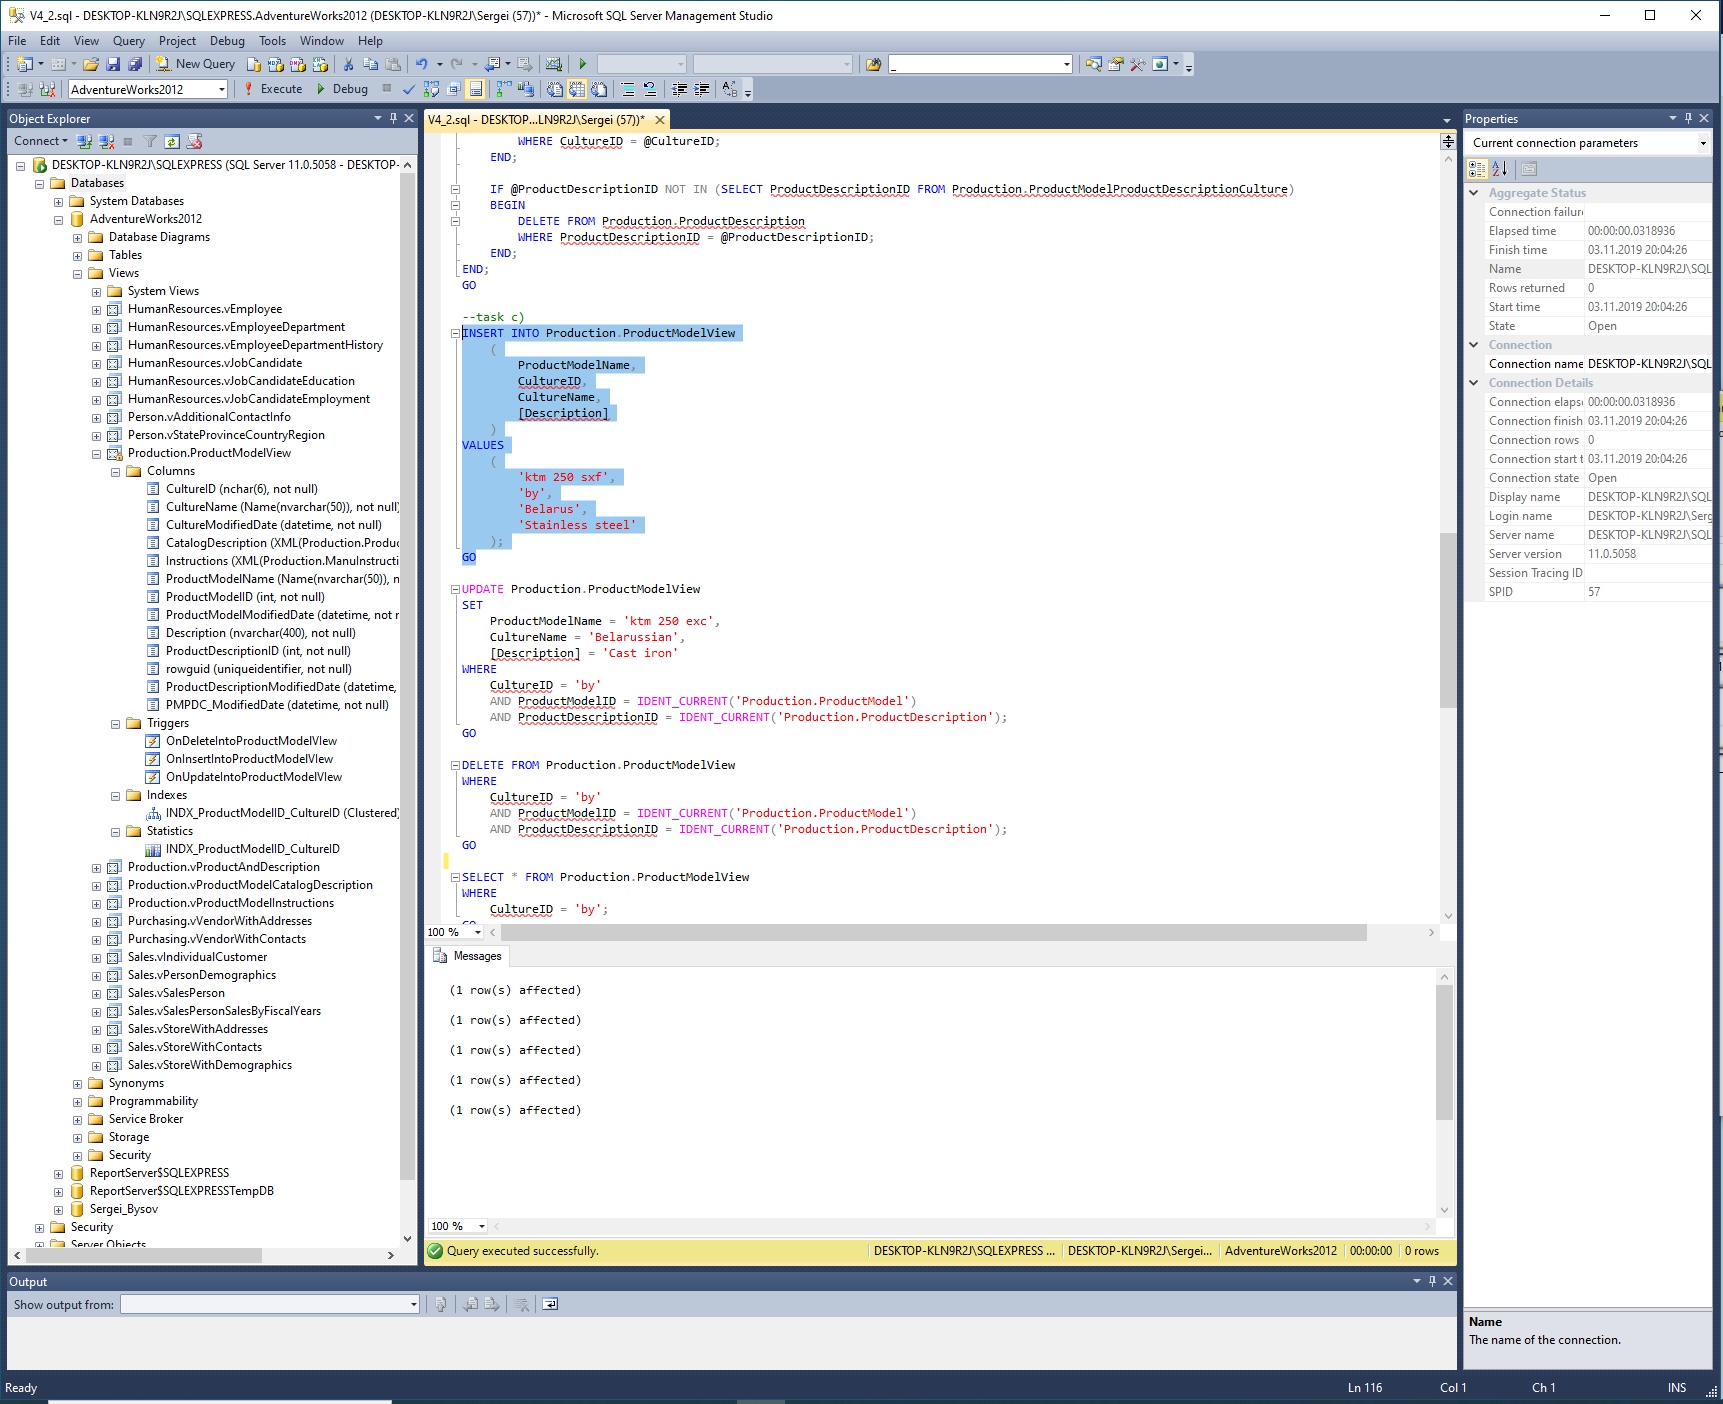 V4_2.sql - DESKTOP-KLN9R2J\SQLEXPRESS.AdventureWorks2012 (DESKTOP-KLN9R2J\Sergei (57))* - Microsoft SQL Server Management Studio
File Edit View Query Project Debug Tools Window Help
New Query
AdventureWorks2012 Execute Debug
Object Explorer
Connect
DESKTOP-KLN9R2J\SQLEXPRESS (SQL Server 11.0.5058 - DESKTOP-
Databases
System Databases
AdventureWorks2012
Database Diagrams
Tables
Views
System Views
HumanResources.vEmployee
HumanResources.vEmployeeDepartment
HumanResources.vEmployeeDepartmentHistory
HumanResources.vJobCandidate
HumanResources.vJobCandidateEducation
HumanResources.vJobCandidateEmployment
Person.vAdditionalContactInfo
Person.vStateProvinceCountryRegion
Production.ProductModelView
Columns
CultureID (nchar(6), not null)
CultureName (Name(nvarchar(50)), not null)
CultureModifiedDate (datetime, not null)
CatalogDescription (XML(Production.Produc
Instructions (XML(Production.ManuInstructi
ProductModelName (Name(nvarchar(50)), n
ProductModelID (int, not null)
ProductModelModifiedDate (datetime, not r
Description (nvarchar(400), not null)
ProductDescriptionID (int, not null)
rowguid (uniqueidentifier, not null)
ProductDescriptionModifiedDate (datetime,
PMPDC_ModifiedDate (datetime, not null)
Triggers
OnDeleteIntoProductModelVIew
OnInsertIntoProductModelVIew
OnUpdateIntoProductModelVIew
Indexes
INDX_ProductModelID_CultureID (Clustered)
Statistics
INDX_ProductModelID_CultureID
Production.vProductAndDescription
Production.vProductModelCatalogDescription
Production.vProductModelInstructions
Purchasing.vVendorWithAddresses
Purchasing.vVendorWithContacts
Sales.vIndividualCustomer
Sales.vPersonDemographics
Sales.vSalesPerson
Sales.vSalesPersonSalesByFiscalYears
Sales.vStoreWithAddresses
Sales.vStoreWithContacts
Sales.vStoreWithDemographics
Synonyms
Programmability
Service Broker
Storage
Security
ReportServer$SQLEXPRESS
ReportServer$SQLEXPRESSTempDB
Sergei_Bysov
Security
Server Objects
V4_2.sql - DESKTOP...LN9R2J\Sergei (57))*
WHERE CultureID = @CultureID;
END;
IF @ProductDescriptionID NOT IN (SELECT ProductDescriptionID FROM Production.ProductModelProductDescriptionCulture)
BEGIN
DELETE FROM Production.ProductDescription
WHERE ProductDescriptionID = @ProductDescriptionID;
END;
END;
GO
--task c)
INSERT INTO Production.ProductModelView
(
ProductModelName,
CultureID,
CultureName,
[Description]
)
VALUES
(
'ktm 250 sxf',
'by',
'Belarus',
'Stainless steel'
);
GO
UPDATE Production.ProductModelView
SET
ProductModelName = 'ktm 250 exc',
CultureName = 'Belarussian',
[Description] = 'Cast iron'
WHERE
CultureID = 'by'
AND ProductModelID = IDENT_CURRENT('Production.ProductModel')
AND ProductDescriptionID = IDENT_CURRENT('Production.ProductDescription');
GO
DELETE FROM Production.ProductModelView
WHERE
CultureID = 'by'
AND ProductModelID = IDENT_CURRENT('Production.ProductModel')
AND ProductDescriptionID = IDENT_CURRENT('Production.ProductDescription');
GO
SELECT * FROM Production.ProductModelView
WHERE
CultureID = 'by';
GO
100 %
Messages
(1 row(s) affected)
(1 row(s) affected)
(1 row(s) affected)
(1 row(s) affected)
(1 row(s) affected)
100 %
Query executed successfully. DESKTOP-KLN9R2J\SQLEXPRESS ... DESKTOP-KLN9R2J\Sergei... AdventureWorks2012 00:00:00 0 rows
Properties
Current connection parameters
Aggregate Status
Connection failure
Elapsed time 00:00:00.0318936
Finish time 03.11.2019 20:04:26
Name DESKTOP-KLN9R2J\SQL
Rows returned 0
Start time 03.11.2019 20:04:26
State Open
Connection
Connection name DESKTOP-KLN9R2J\SQL
Connection Details
Connection elapse 00:00:00.0318936
Connection finish 03.11.2019 20:04:26
Connection rows 0
Connection start t 03.11.2019 20:04:26
Connection state Open
Display name DESKTOP-KLN9R2J\SQL
Login name DESKTOP-KLN9R2J\Serg
Server name DESKTOP-KLN9R2J\SQL
Server version 11.0.5058
Session Tracing ID
SPID 57
Name
The name of the connection.
Output
Show output from:
Ready Ln 116 Col 1 Ch 1 INS